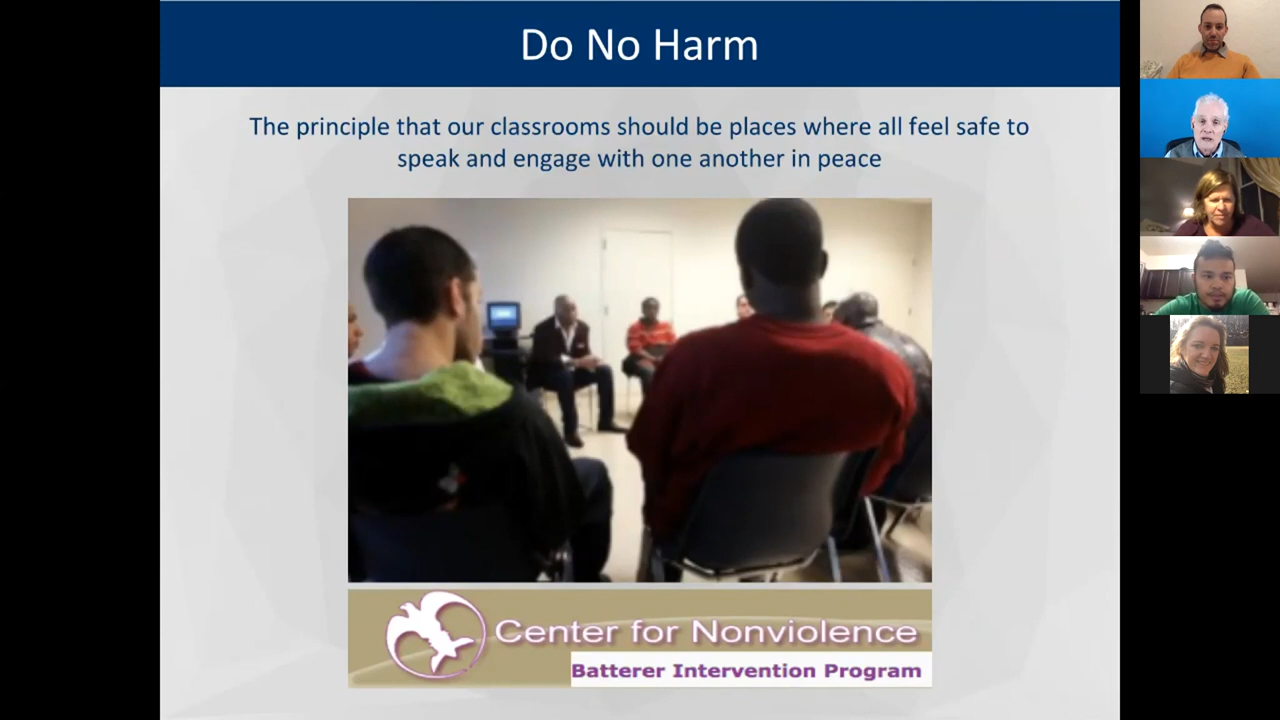 Do No Harm
The principle that our classrooms should be places where all feel safe to
speak and engage with one another in peace
Center for Nonviolence
Batterer Intervention Program